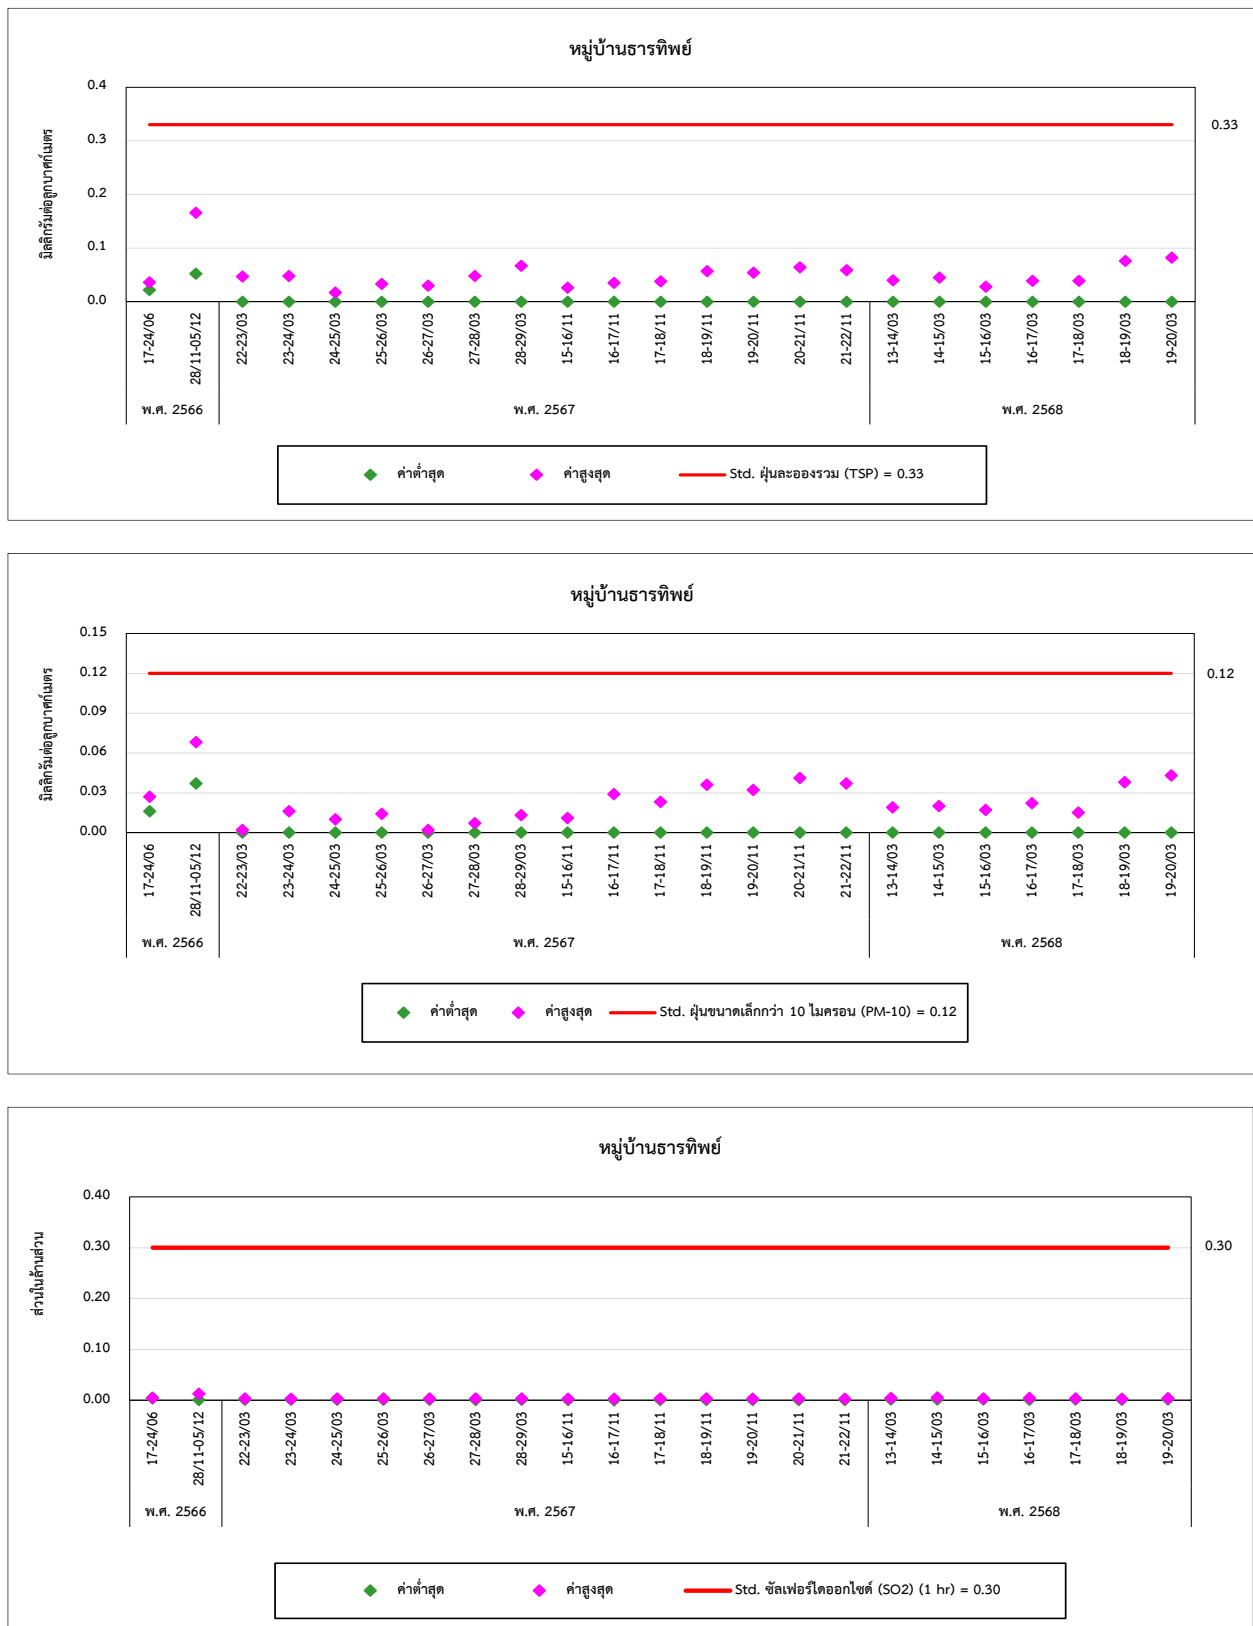 หมู่บ้านธารทิพย์
มิลลิกรัมต่อลูกบาศก์เมตร
0.4
0.3
0.2
0.1
0.0
0.33
17-24/06 28/11-05/12 22-23/03 23-24/03 24-25/03 25-26/03 26-27/03 27-28/03 28-29/03 15-16/11 16-17/11 17-18/11 18-19/11 19-20/11 20-21/11 21-22/11 13-14/03 14-15/03 15-16/03 16-17/03 17-18/03 18-19/03 19-20/03
พ.ศ. 2566 พ.ศ. 2567 พ.ศ. 2568
ค่าต่ำสุด ค่าสูงสุด Std. ฝุ่นละอองรวม (TSP) = 0.33
หมู่บ้านธารทิพย์
มิลลิกรัมต่อลูกบาศก์เมตร
0.15
0.12
0.09
0.06
0.03
0.00
0.12
17-24/06 28/11-05/12 22-23/03 23-24/03 24-25/03 25-26/03 26-27/03 27-28/03 28-29/03 15-16/11 16-17/11 17-18/11 18-19/11 19-20/11 20-21/11 21-22/11 13-14/03 14-15/03 15-16/03 16-17/03 17-18/03 18-19/03 19-20/03
พ.ศ. 2566 พ.ศ. 2567 พ.ศ. 2568
ค่าต่ำสุด ค่าสูงสุด Std. ฝุ่นขนาดเล็กกว่า 10 ไมครอน (PM-10) = 0.12
หมู่บ้านธารทิพย์
ส่วนในล้านส่วน
0.40
0.30
0.20
0.10
0.00
0.30
17-24/06 28/11-05/12 22-23/03 23-24/03 24-25/03 25-26/03 26-27/03 27-28/03 28-29/03 15-16/11 16-17/11 17-18/11 18-19/11 19-20/11 20-21/11 21-22/11 13-14/03 14-15/03 15-16/03 16-17/03 17-18/03 18-19/03 19-20/03
พ.ศ. 2566 พ.ศ. 2567 พ.ศ. 2568
ค่าต่ำสุด ค่าสูงสุด Std. ซัลเฟอร์ไดออกไซด์ (SO2) (1 hr) = 0.30